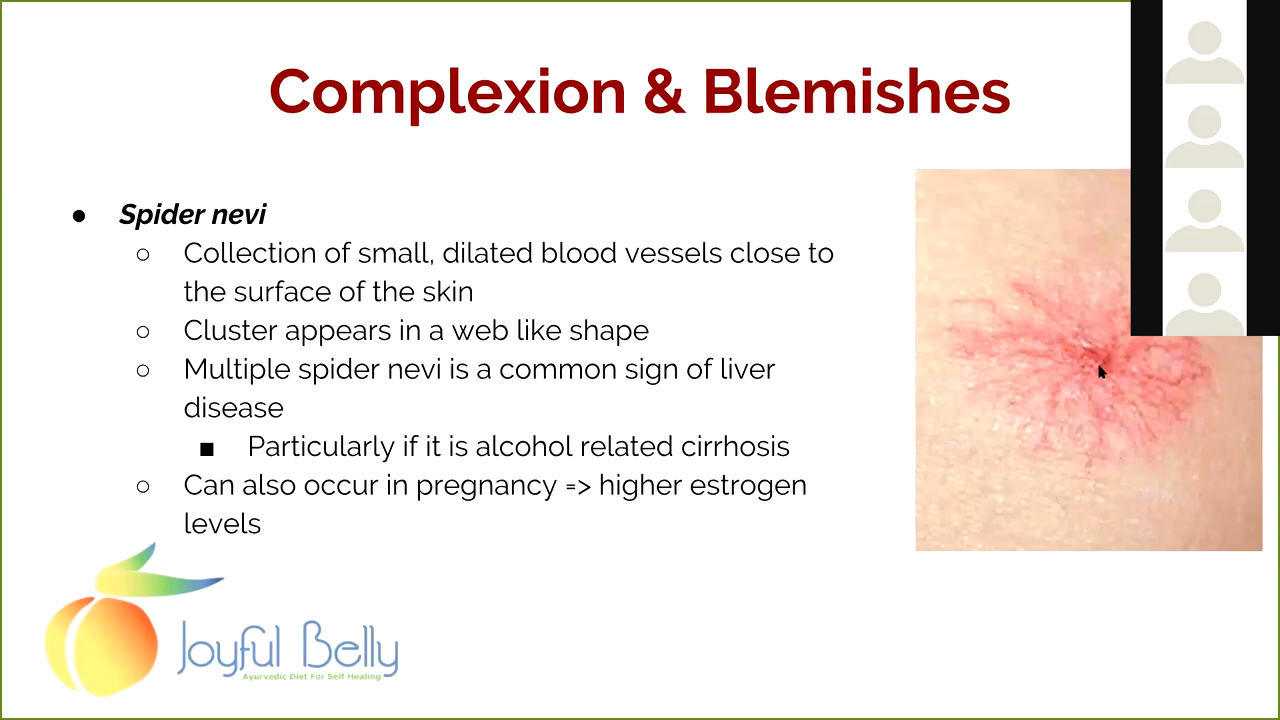 Complexion & Blemishes
● Spider nevi
○ Collection of small, dilated blood vessels close to
the surface of the skin
○ Cluster appears in a web like shape
○ Multiple spider nevi is a common sign of liver
disease
■ Particularly if it is alcohol related cirrhosis
○ Can also occur in pregnancy => higher estrogen
levels
Joyful Belly
Ayurvedic Diet For Self Healing